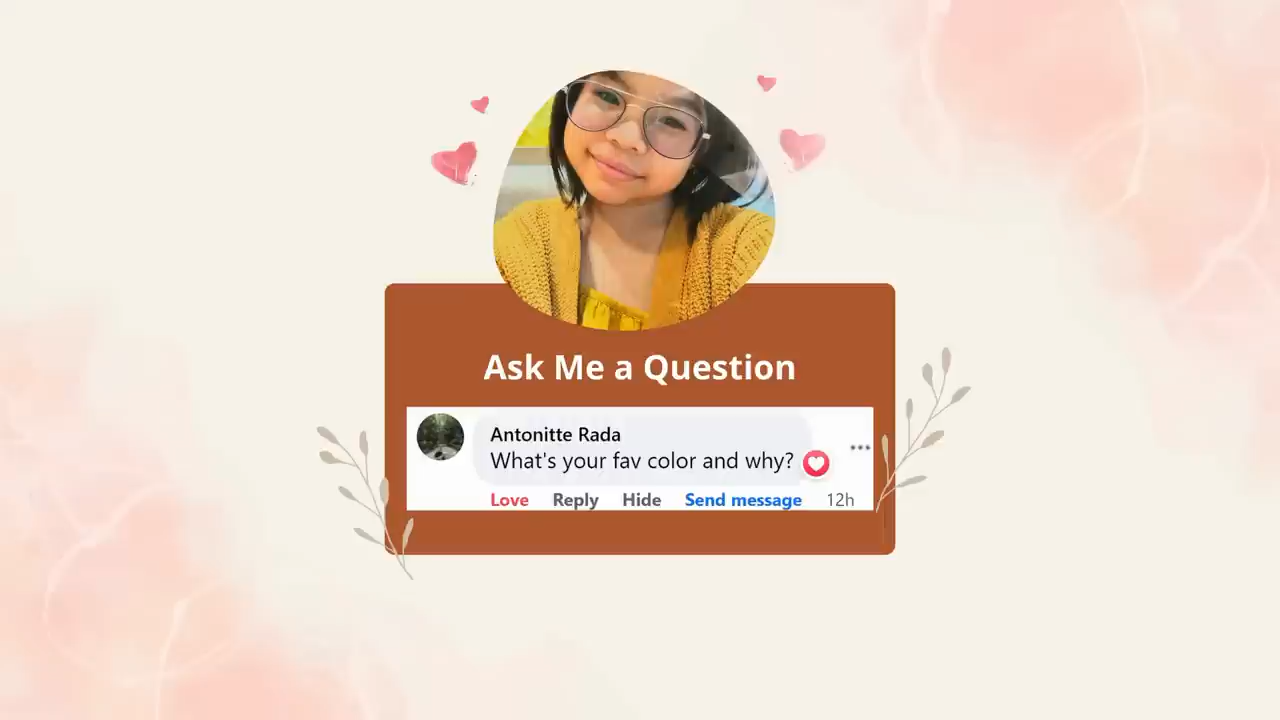 Ask Me a Question
Antonitte Rada
What's your fav color and why?
Love Reply Hide Send message 12h